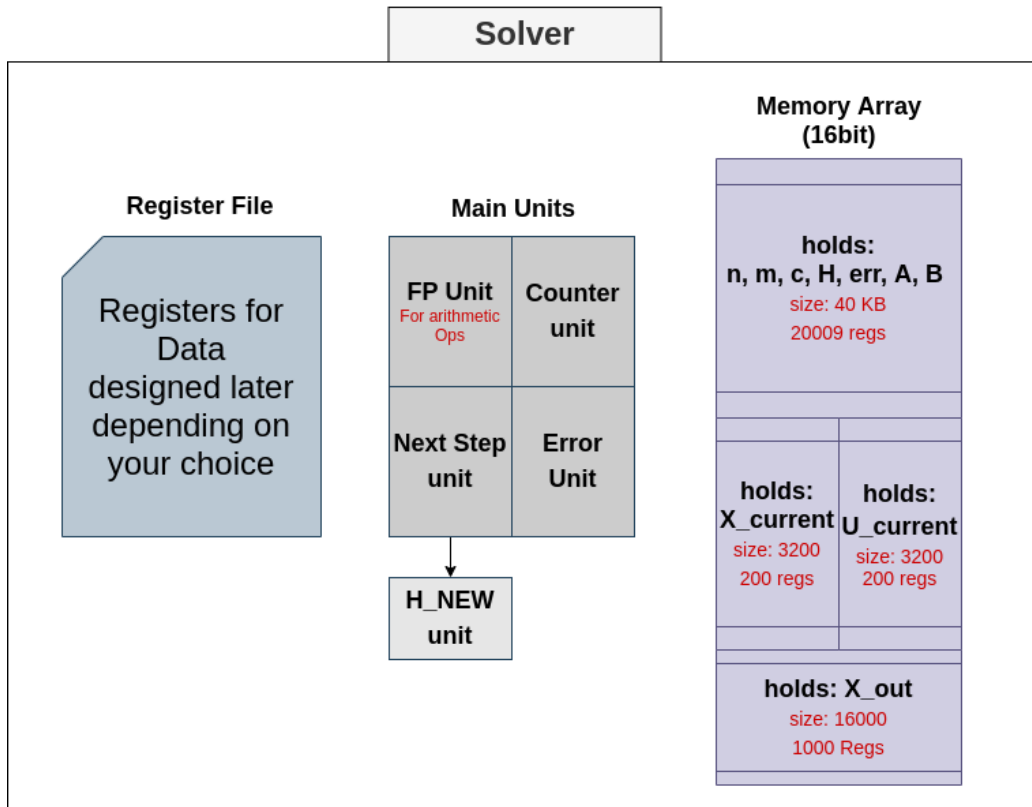 Solver
Register File
Registers for
Data
designed later
depending on
your choice
Main Units
FP Unit
For arithmetic
Ops
Counter
unit
Next Step
unit
Error
Unit
H_NEW
unit
Memory Array
(16bit)
holds:
n, m, c, H, err, A, B
size: 40 KB
20009 regs
holds:
X_current
size: 3200
200 regs
holds:
U_current
size: 3200
200 regs
holds: X_out
size: 16000
1000 Regs